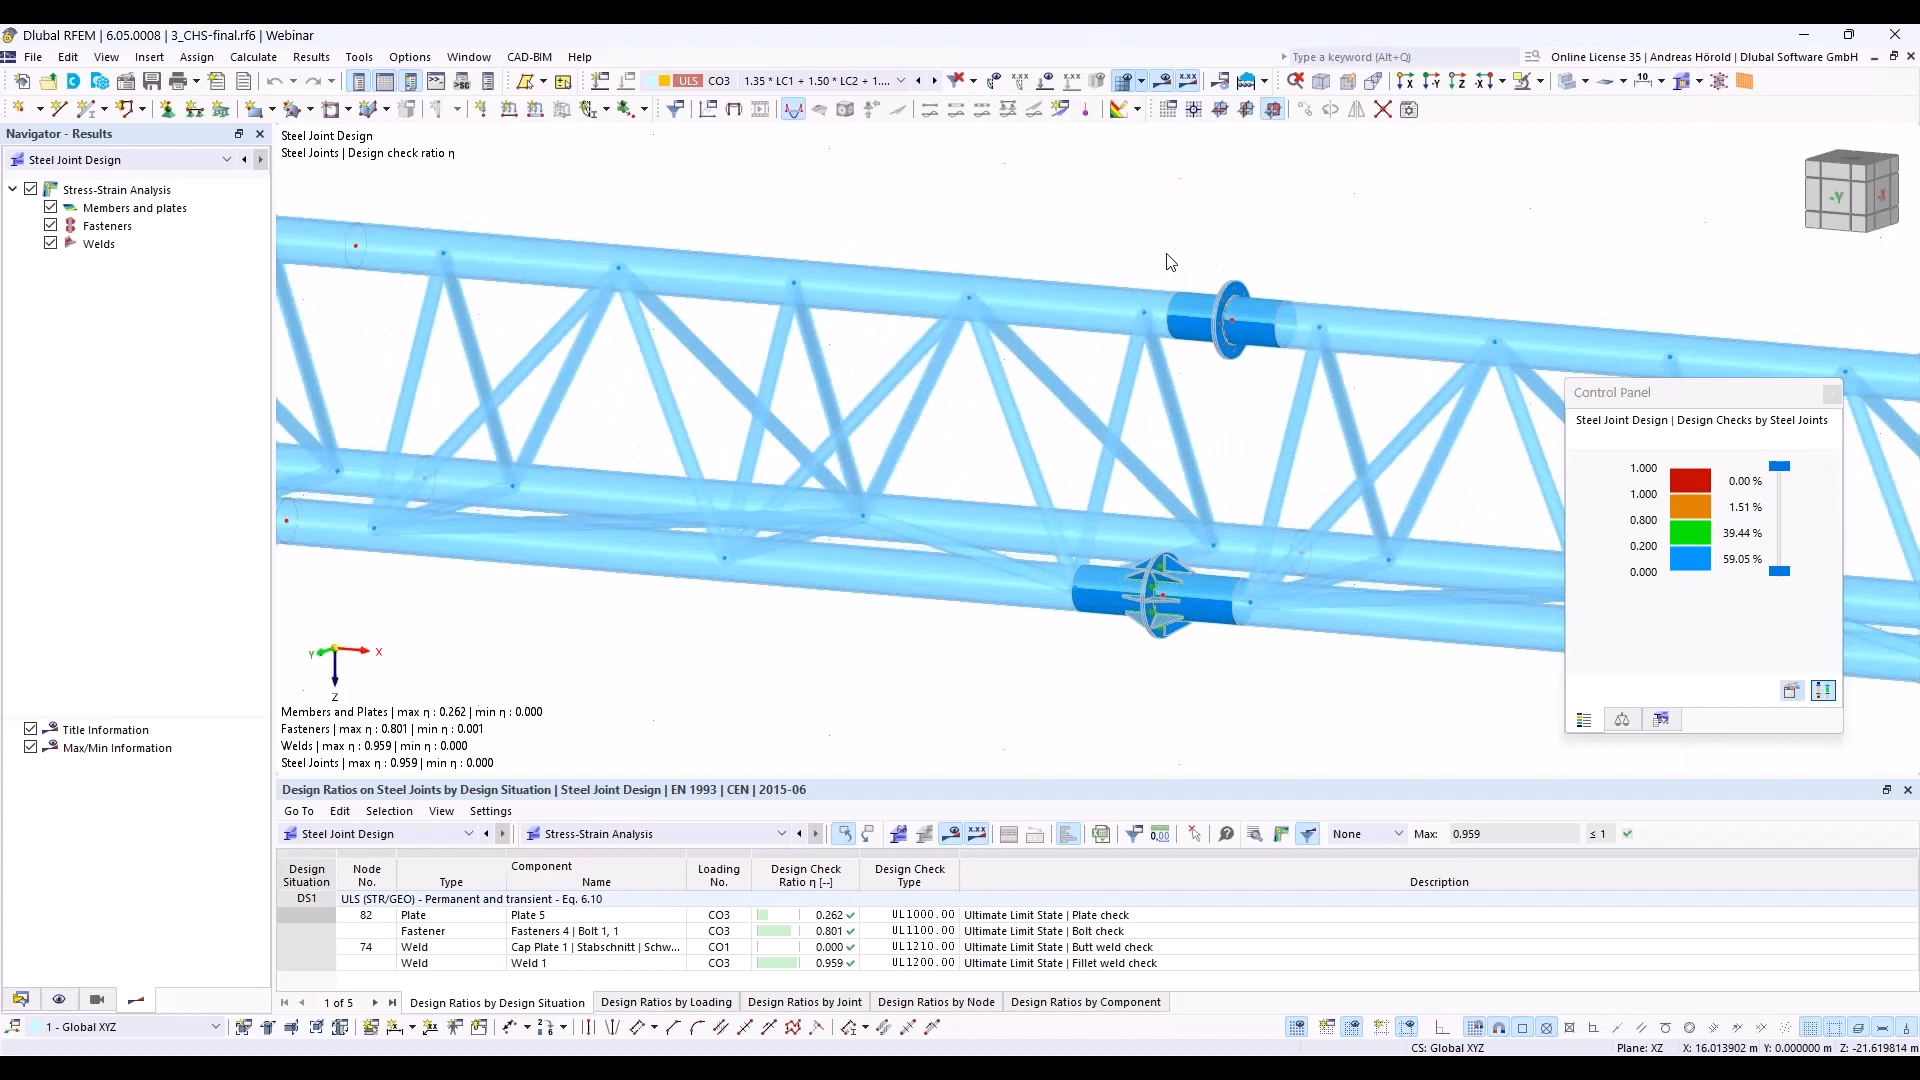 Dlubal RFEM | 6.05.0008 | 3_CHS-final.rf6 | Webinar
File Edit View Insert Assign Calculate Results Tools Options Window CAD-BIM Help
Type a keyword (Alt+Q)
Online License 35 | Andreas Hörold | Dlubal Software GmbH
ULS CO3 1.35 * LC1 + 1.50 * LC2 + 1....
Navigator - Results
Steel Joint Design
Stress-Strain Analysis
Members and plates
Fasteners
Welds
Title Information
Max/Min Information
Steel Joint Design
Steel Joints | Design check ratio η
-Y
-X
Control Panel
Steel Joint Design | Design Checks by Steel Joints
1.000
0.00 %
1.000
1.51 %
0.800
39.44 %
0.200
59.05 %
0.000
Y
X
Z
Members and Plates | max η : 0.262 | min η : 0.000
Fasteners | max η : 0.801 | min η : 0.001
Welds | max η : 0.959 | min η : 0.000
Steel Joints | max η : 0.959 | min η : 0.000
Design Ratios on Steel Joints by Design Situation | Steel Joint Design | EN 1993 | CEN | 2015-06
Go To Edit Selection View Settings
Steel Joint Design
Stress-Strain Analysis
None
Max: 0.959 ≤ 1
Design Situation
Node No.
Component
Type
Name
Loading No.
Design Check Ratio η [--]
Design Check Type
Description
DS1 ULS (STR/GEO) - Permanent and transient - Eq. 6.10
82 Plate Plate 5 CO3 0.262 UL1000.00 Ultimate Limit State | Plate check
Fastener Fasteners 4 | Bolt 1, 1 CO3 0.801 UL1100.00 Ultimate Limit State | Bolt check
74 Weld Cap Plate 1 | Stabschnitt | Schw... CO1 0.000 UL1210.00 Ultimate Limit State | Butt weld check
Weld Weld 1 CO3 0.959 UL1200.00 Ultimate Limit State | Fillet weld check
1 of 5
Design Ratios by Design Situation
Design Ratios by Loading
Design Ratios by Joint
Design Ratios by Node
Design Ratios by Component
1 - Global XYZ
CS: Global XYZ
Plane: XZ
X: 16.013902 m Y: 0.000000 m Z: -21.619814 m